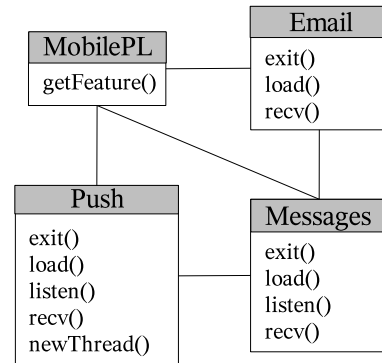 MobilePL
getFeature()
Email
exit()
load()
recv()
Push
exit()
load()
listen()
recv()
newThread()
Messages
exit()
load()
listen()
recv()